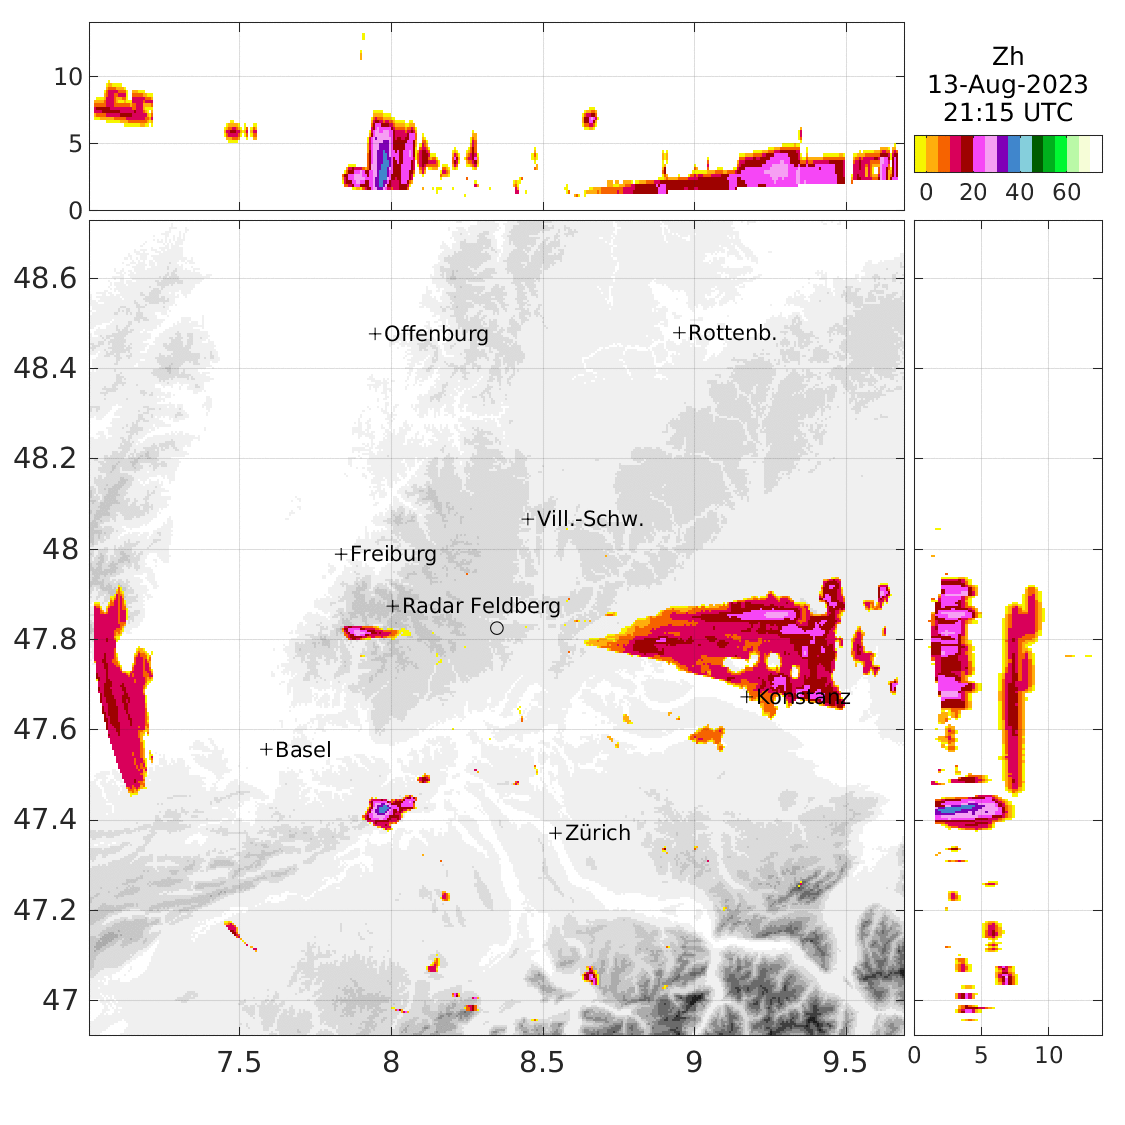 Zh
13-Aug-2023
21:15 UTC
0 20 40 60
10
5
0
48.6
48.4
48.2
48
47.8
47.6
47.4
47.2
47
Offenburg
Rottenb.
Vill.-Schw.
Freiburg
Radar Feldberg
Konstanz
Basel
Zürich
7.5 8 8.5 9 9.5
0 5 10